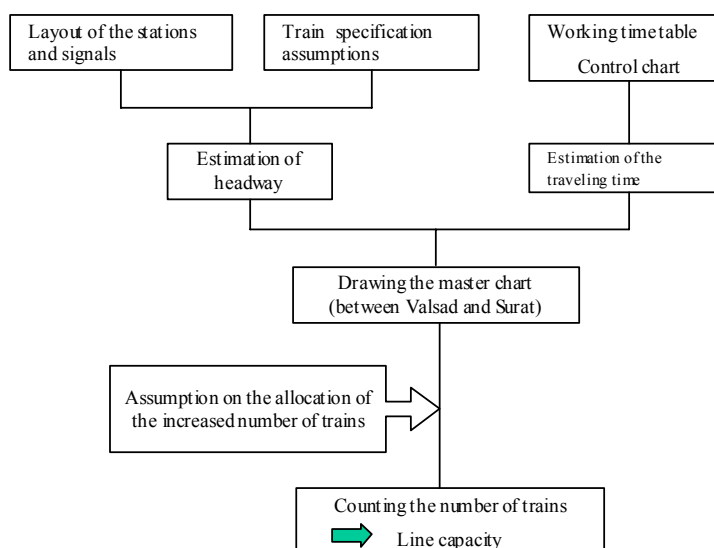 Layout of the stations
and signals
Train specification
assumptions
Working time table
Control chart
Estimation of
headway
Estimation of the
traveling time
Drawing the master chart
(between Valsad and Surat)
Assumption on the allocation of
the increased number of trains
Counting the number of trains
Line capacity